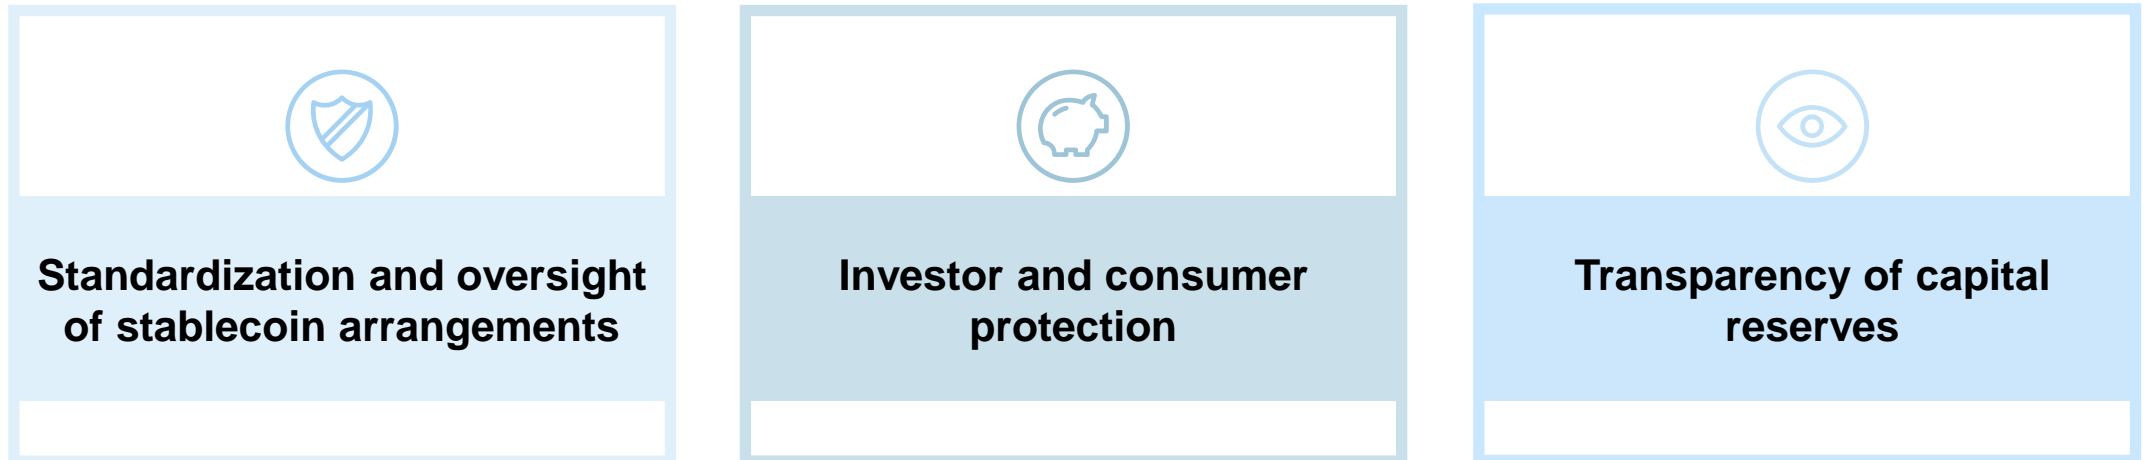 Standardization and oversight
of stablecoin arrangements
Investor and consumer
protection
Transparency of capital
reserves